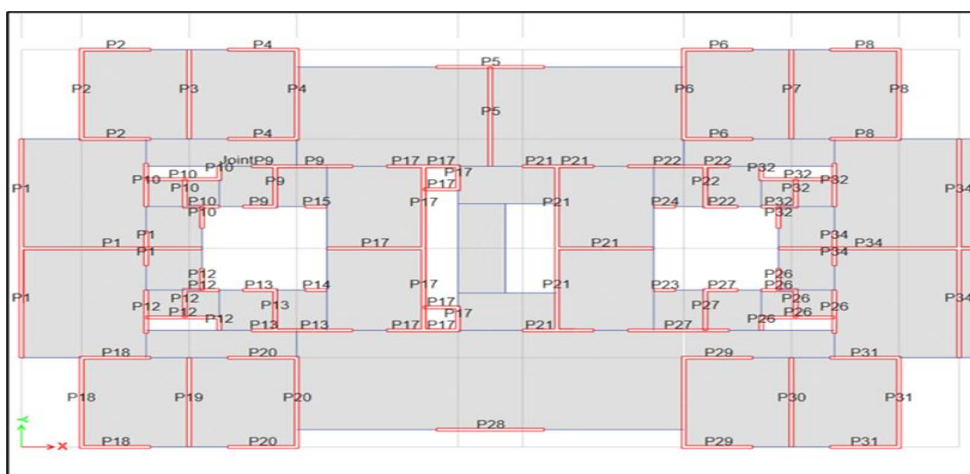 P2 P4 P6 P8
P5
P2 P3 P4 P5 P6 P7 P8
P2 P4 P6 P8
JointP9 P9 P17 P17 P21 P21 P22 P22 P32
P10 P10 P17 P22 P32
P10 P9 P17 P32 P32
P1 P10 P17 P21 P32 P34
P10 P9 P15 P24 P22 P32
P10 P32
P1 P34
P1 P17 P21 P34
P1 P34
P12 P26
P1 P12 P13 P14 P17 P21 P23 P27 P26 P34
P12 P12 P13 P17 P27 P26 P26
P12 P12 P17 P26 P26
P13 P13 P17 P17 P21 P27
P18 P20 P29 P31
P18 P19 P20 P30 P31
P28
P18 P20 P29 P31
Y
X